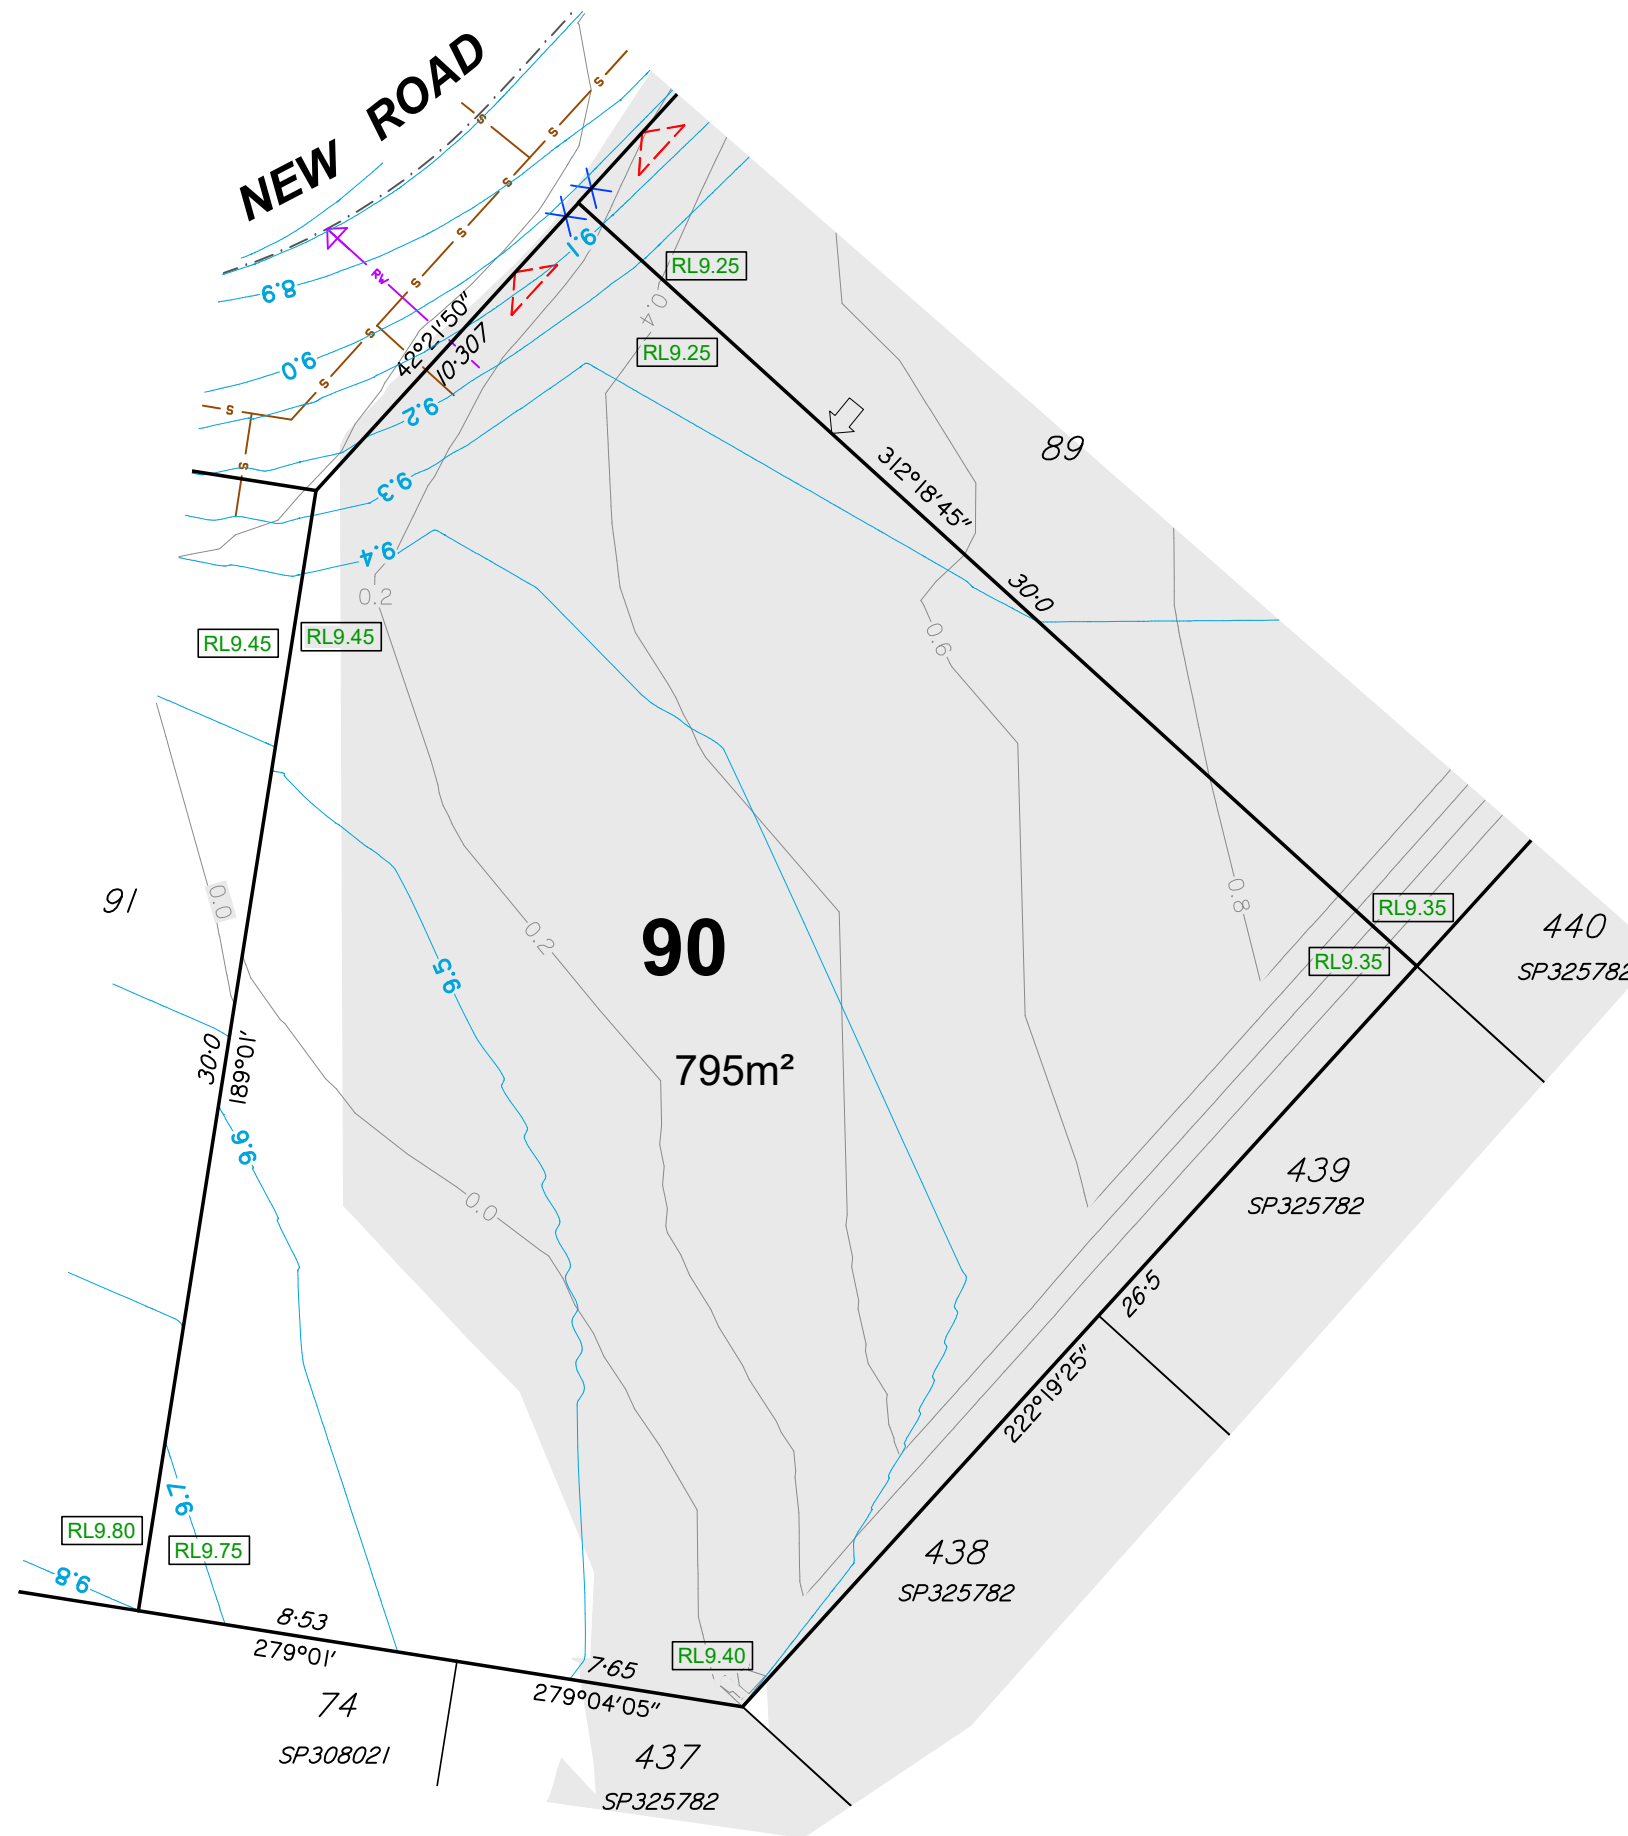 NEW ROAD
S
S
S
S
S
S
S
S
S
S
RW
8.9
9.0
9.1
9.2
9.3
9.4
42°21'50"
10·307
RL9.25
RL9.25
0.4
89
312°18'45"
30·0
0.2
RL9.45
RL9.45
0.6
91
0.0
0.2
90
795m²
9.5
0.8
RL9.35
RL9.35
440
SP325782
30·0
189°01'
9.6
0.0
439
SP325782
26·5
222°19'25"
RL9.80
9.7
RL9.75
9.8
438
SP325782
8·53
279°01'
RL9.40
7·65
279°04'05"
74
SP308021
437
SP325782